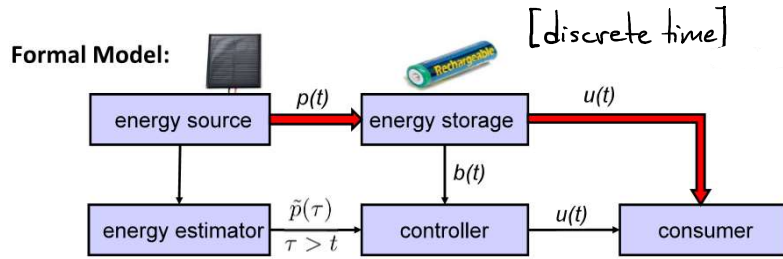 [discrete time]
Formal Model:
Rechargeable
energy source
p(t)
energy storage
u(t)
b(t)
energy estimator
p̃(τ)
τ > t
controller
u(t)
consumer